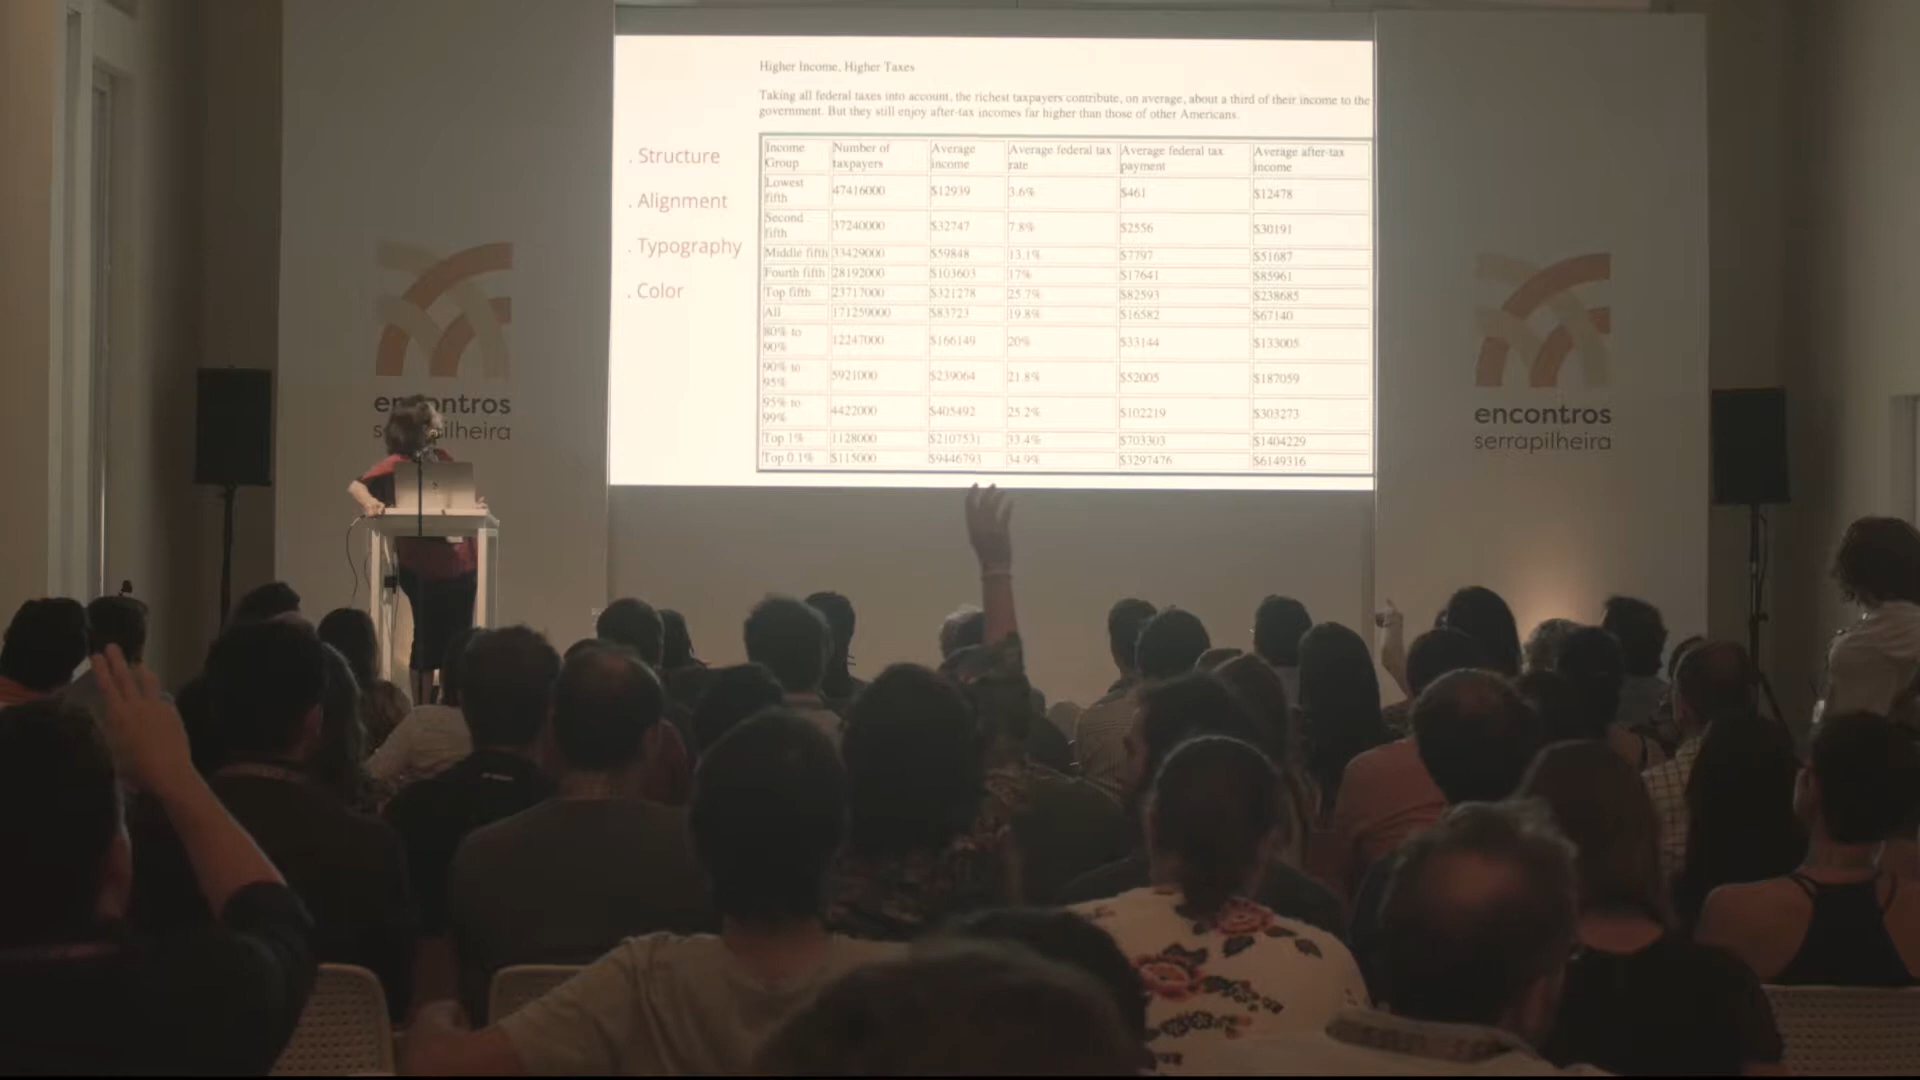 Higher Income, Higher Taxes
Taking all federal taxes into account, the richest taxpayers contribute, on average, about a third of their income to the
government. But they still enjoy after-tax incomes far higher than those of other Americans.
. Structure
. Alignment
. Typography
. Color
Income Group Number of taxpayers Average income Average federal tax rate Average federal tax payment Average after-tax income
Lowest fifth 47416000 $12939 3.6% $461 $12478
Second fifth 37240000 $32747 7.8% $2556 $30191
Middle fifth 33429000 $59848 13.1% $7797 $51687
Fourth fifth 28192000 $103603 17% $17641 $85961
Top fifth 23717000 $321278 25.7% $82593 $238685
All 171259000 $83723 19.8% $16582 $67140
80% to 90% 12247000 $166149 20% $33144 $133005
90% to 95% 5921000 $239064 21.8% $52005 $187059
95% to 99% 4422000 $405492 25.2% $102219 $303273
Top 1% 1128000 $2107531 33.4% $703303 $1404229
Top 0.1% $115000 $9446793 34.9% $3297476 $6149316
encontros
serrapilheira